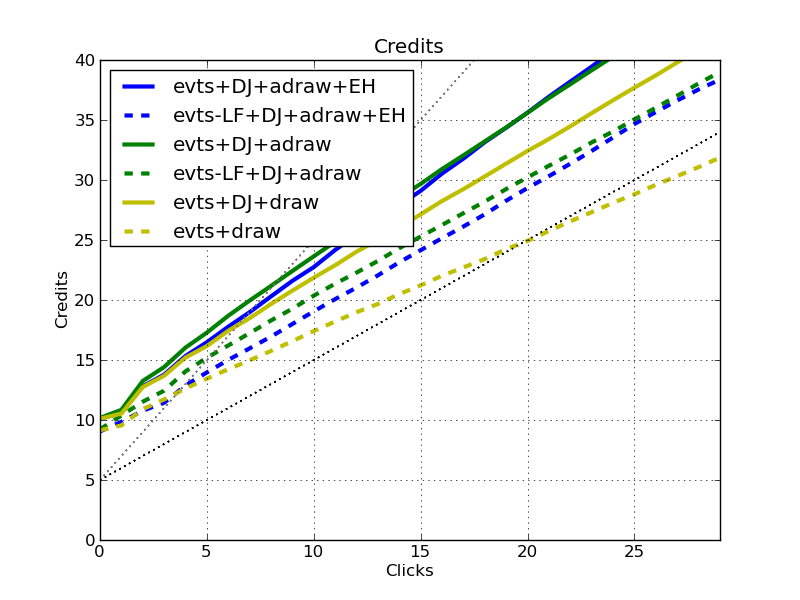 Credits
40
35
30
25
20
15
10
5
0
Credits
evts+DJ+adraw+EH
evts-LF+DJ+adraw+EH
evts+DJ+adraw
evts-LF+DJ+adraw
evts+DJ+draw
evts+draw
0 5 10 15 20 25
Clicks